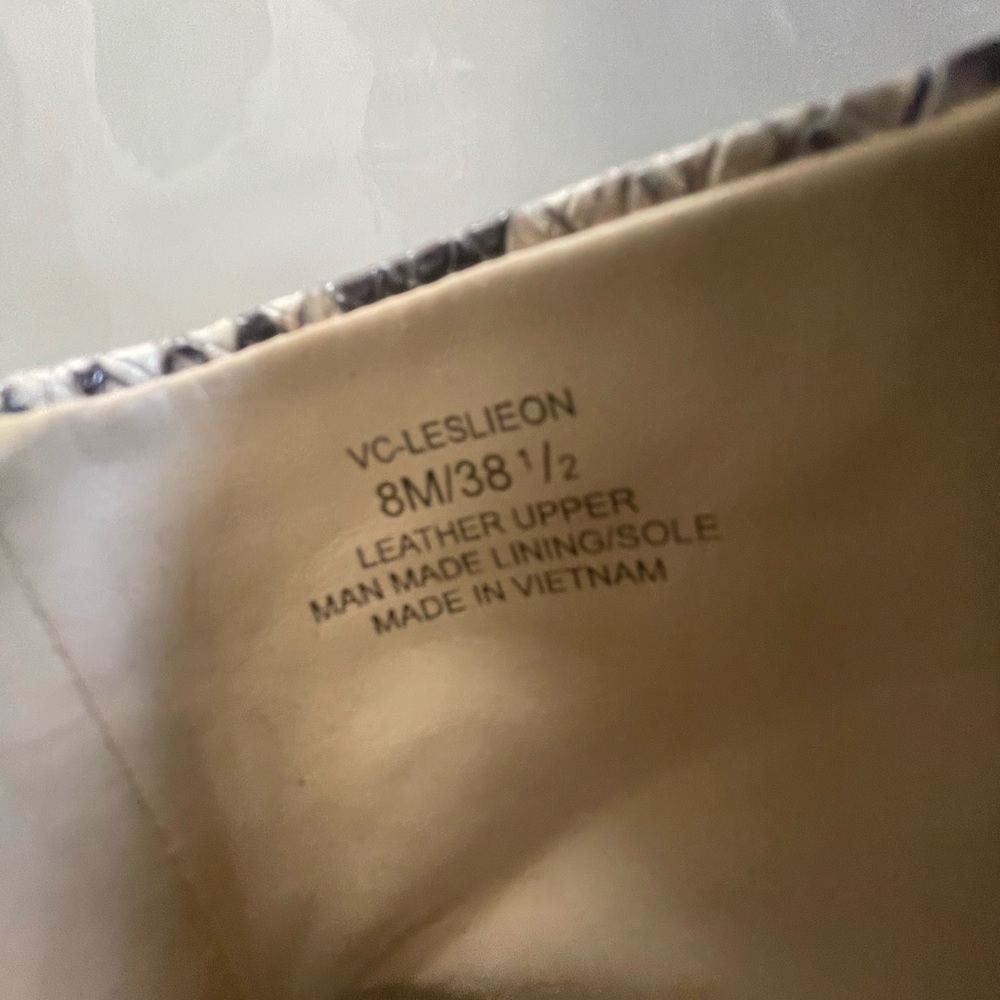 VC-LESLIEON
8M/38 1/2
LEATHER UPPER
MAN MADE LINING/SOLE
MADE IN VIETNAM